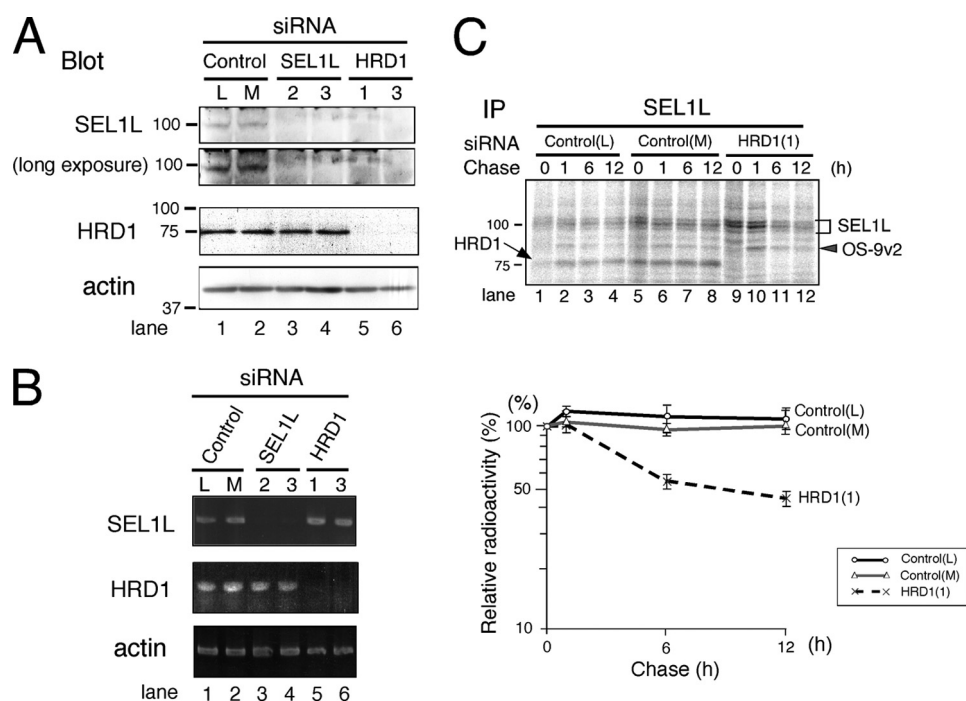 A
siRNA
Blot
Control SEL1L HRD1
L M 2 3 1 3
SEL1L 100
(long exposure) 100
100
HRD1 75
actin
37
lane 1 2 3 4 5 6
B
siRNA
Control SEL1L HRD1
L M 2 3 1 3
SEL1L
HRD1
actin
lane 1 2 3 4 5 6
C
IP SEL1L
siRNA Control(L) Control(M) HRD1(1)
Chase 0 1 6 12 0 1 6 12 0 1 6 12 (h)
100 SEL1L
HRD1 OS-9v2
75
lane 1 2 3 4 5 6 7 8 9 10 11 12
(%)
Relative radioactivity (%)
100
50
10
Control(L)
Control(M)
HRD1(1)
Control(L)
Control(M)
HRD1(1)
0 6 12 (h)
Chase (h)